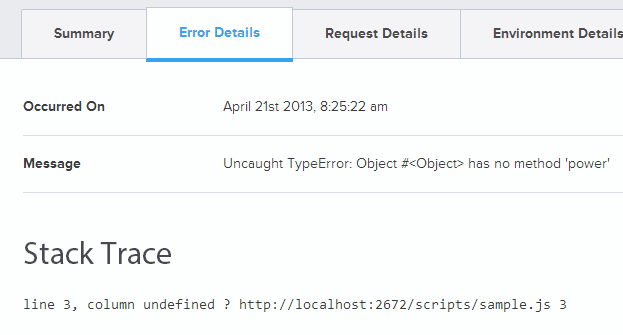 Summary Error Details Request Details Environment Details
Occurred On April 21st 2013, 8:25:22 am
Message Uncaught TypeError: Object #<Object> has no method 'power'
Stack Trace
line 3, column undefined ? http://localhost:2672/scripts/sample.js 3